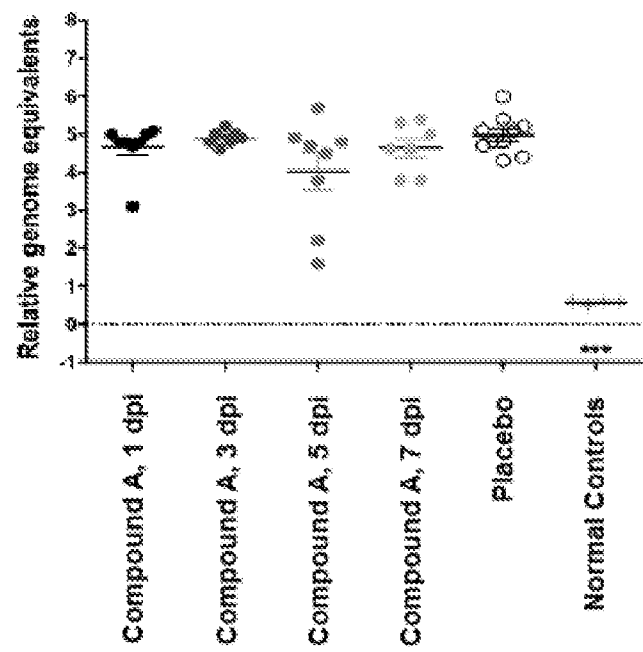 Relative genome equivalents
8
7
6
5
4
3
2
1
0
-1
Compound A, 1 dpi
Compound A, 3 dpi
Compound A, 5 dpi
Compound A, 7 dpi
Placebo
Normal Controls